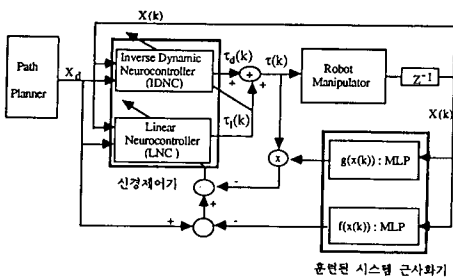 X(k)
Path
Planner
X_d
Inverse Dynamic
Neurocontroller
(IDNC)
τ_d(k)
+
+
+
τ(k)
Robot
Manipulator
Z^-1
X(k)
Linear
Neurocontroller
(LNC )
τ_l(k)
신경제어기
x
g(x(k)) : MLP
-
-
+
+
-
f(x(k)) : MLP
훈련된 시스템 근사화기